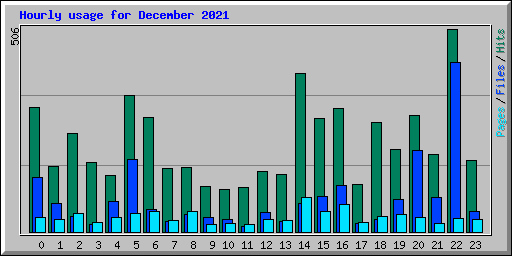 Hourly usage for December 2021
506
Pages / Files / Hits
0 1 2 3 4 5 6 7 8 9 10 11 12 13 14 15 16 17 18 19 20 21 22 23